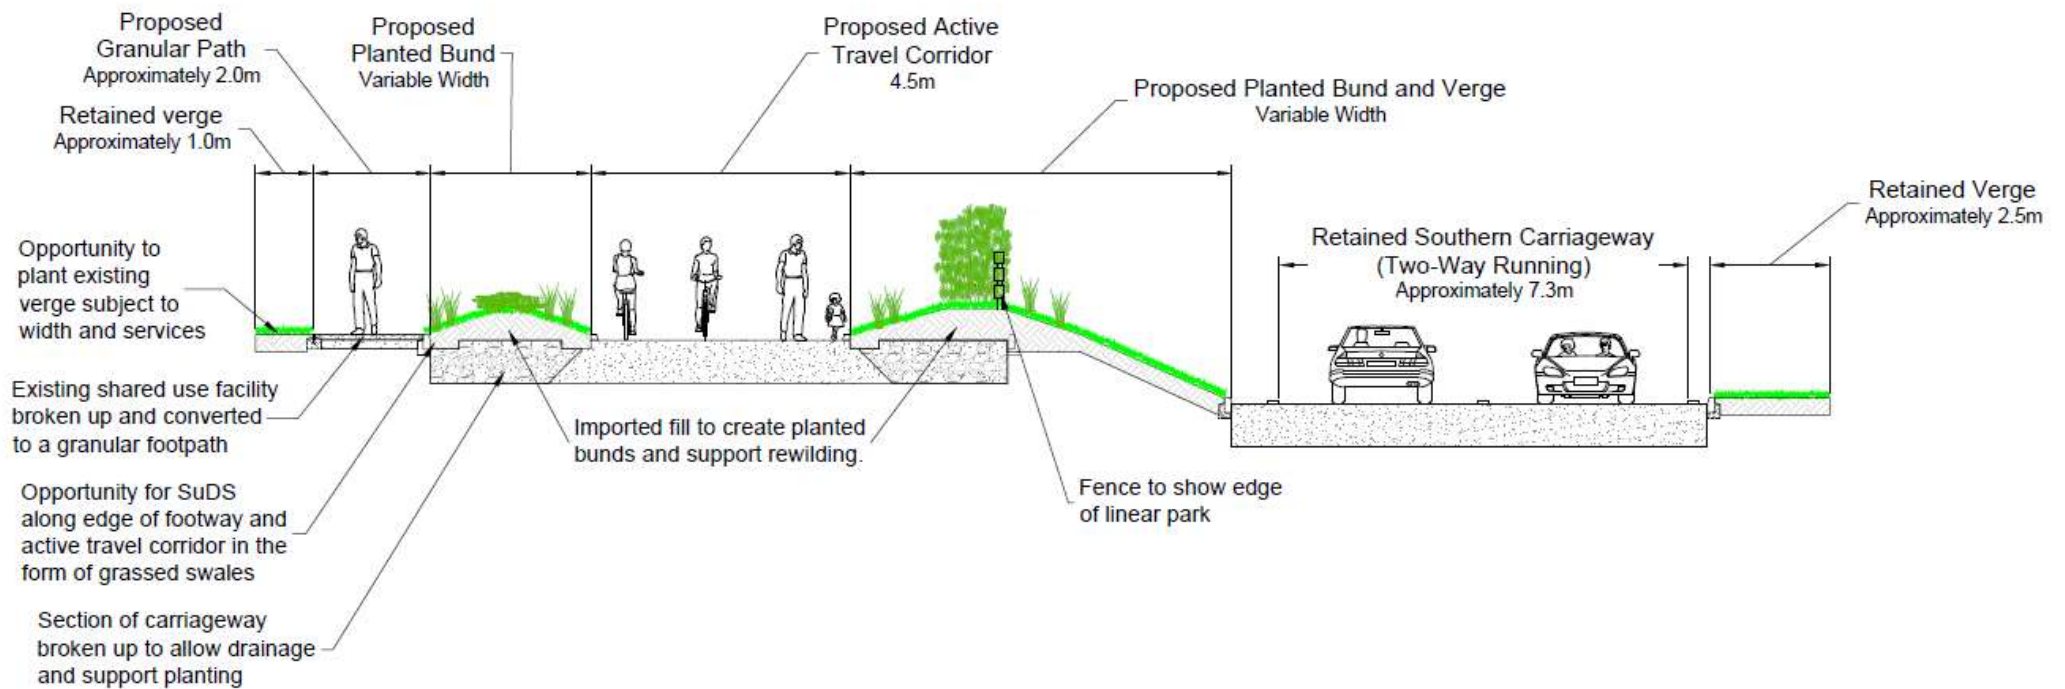 Proposed
Granular Path
Approximately 2.0m
Proposed
Planted Bund
Variable Width
Proposed Active
Travel Corridor
4.5m
Proposed Planted Bund and Verge
Variable Width
Retained verge
Approximately 1.0m
Retained Verge
Approximately 2.5m
Retained Southern Carriageway
(Two-Way Running)
Approximately 7.3m
Opportunity to
plant existing
verge subject to
width and services
Existing shared use facility
broken up and converted
to a granular footpath
Imported fill to create planted
bunds and support rewilding.
Fence to show edge
of linear park
Opportunity for SuDS
along edge of footway and
active travel corridor in the
form of grassed swales
Section of carriageway
broken up to allow drainage
and support planting